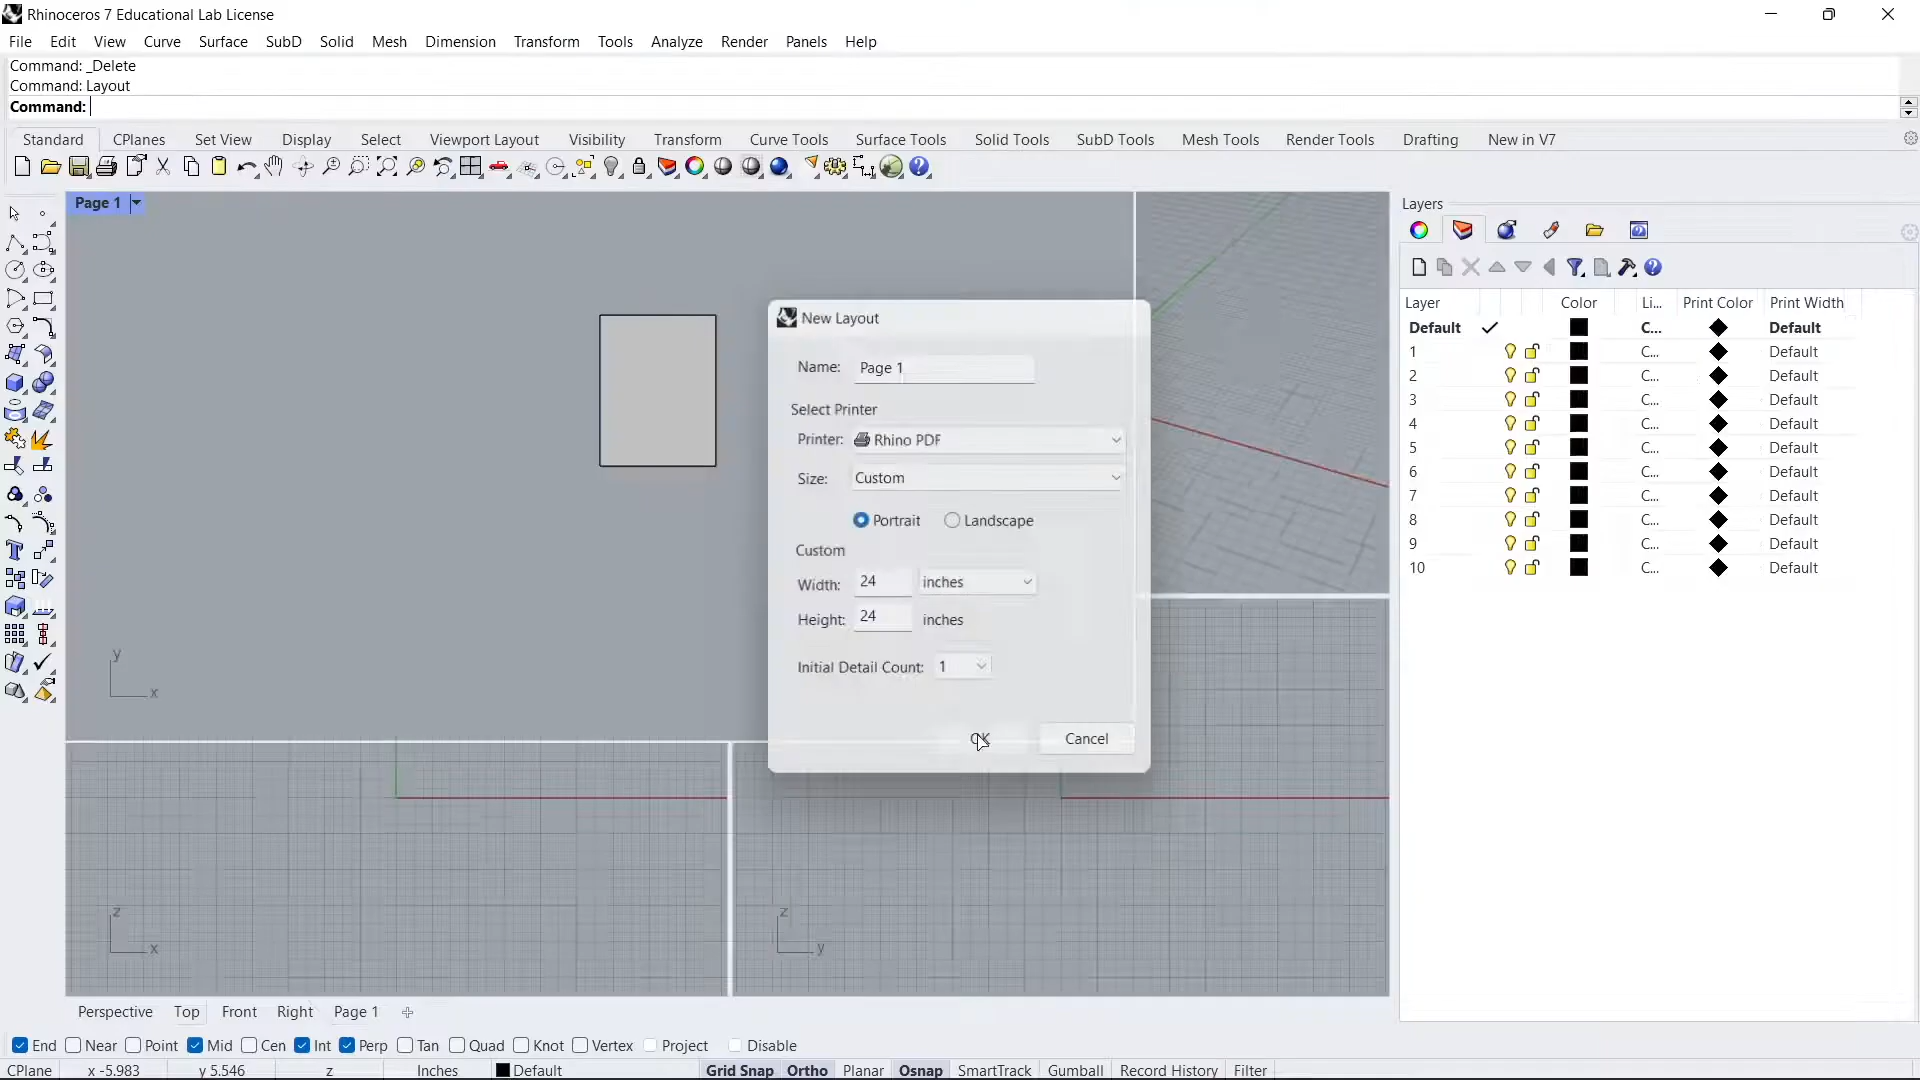 Rhinoceros 7 Educational Lab License
File Edit View Curve Surface SubD Solid Mesh Dimension Transform Tools Analyze Render Panels Help
Command: _Delete
Command: Layout
Command:
Standard CPlanes Set View Display Select Viewport Layout Visibility Transform Curve Tools Surface Tools Solid Tools SubD Tools Mesh Tools Render Tools Drafting New in V7
Page 1
Layers
Layer Color Li... Print Color Print Width
Default C... Default
1 C... Default
2 C... Default
3 C... Default
4 C... Default
5 C... Default
6 C... Default
7 C... Default
8 C... Default
9 C... Default
10 C... Default
New Layout
Name: Page 1
Select Printer
Printer: Rhino PDF
Size: Custom
Portrait Landscape
Custom
Width: 24 inches
Height: 24 inches
Initial Detail Count: 1
OK Cancel
y
x
z
x
z
y
Perspective Top Front Right Page 1
End Near Point Mid Cen Int Perp Tan Quad Knot Vertex Project Disable
CPlane x -5.983 y 5.546 z Inches Default Grid Snap Ortho Planar Osnap SmartTrack Gumball Record History Filter